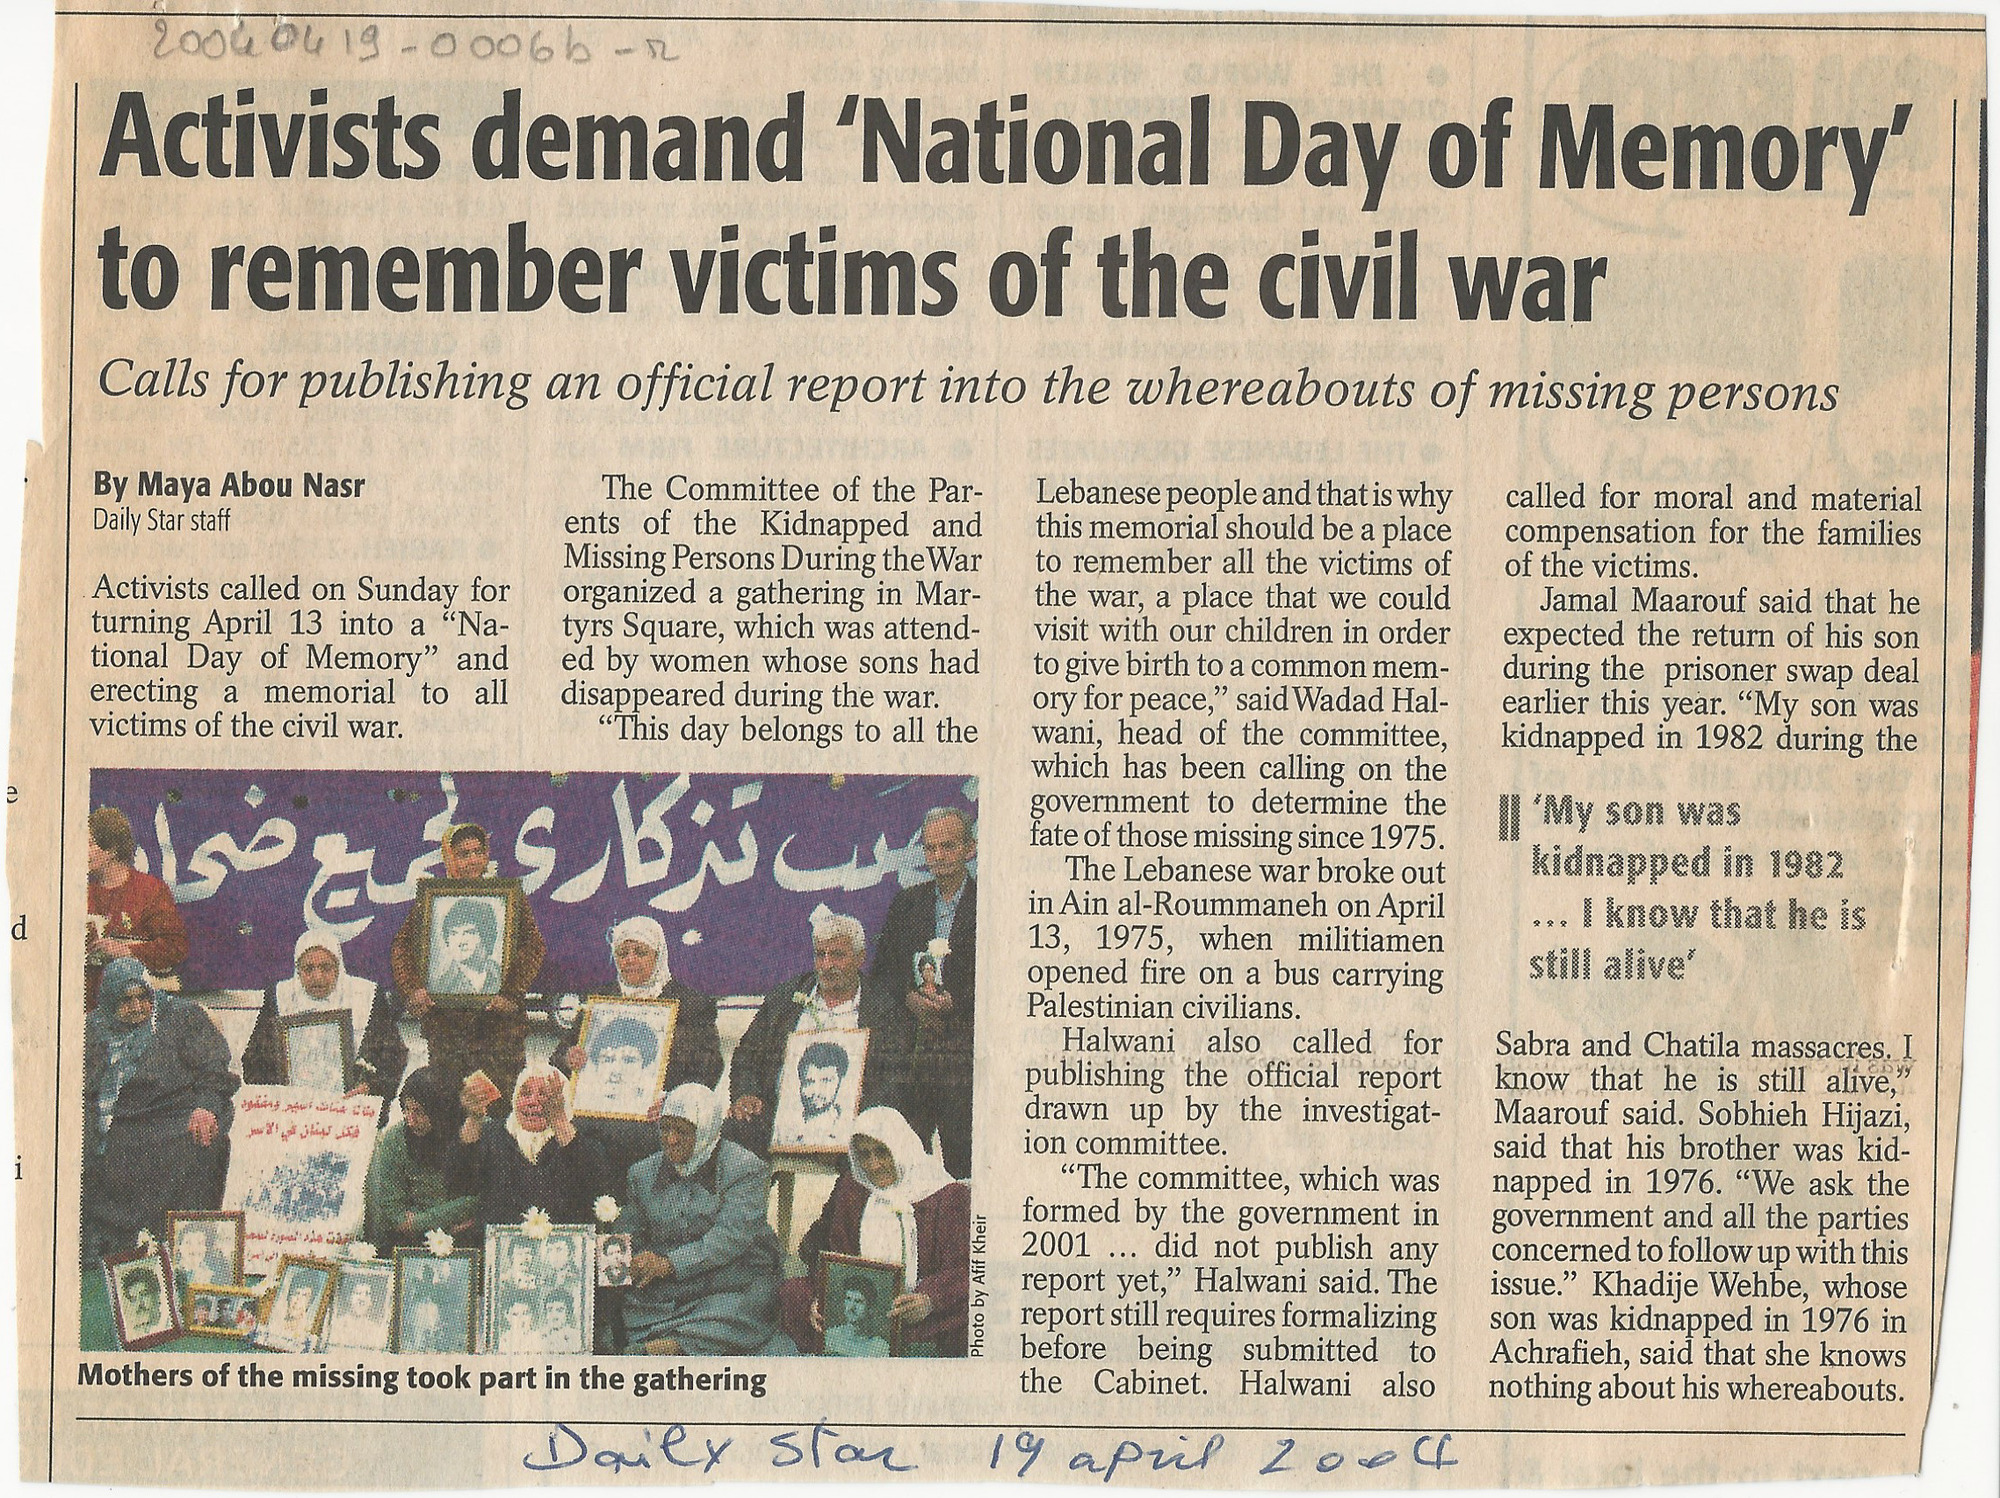 20040419-0006b-r
Activists demand ‘National Day of Memory’
to remember victims of the civil war
Calls for publishing an official report into the whereabouts of missing persons
By Maya Abou Nasr
Daily Star staff
Activists called on Sunday for
turning April 13 into a “Na-
tional Day of Memory” and
erecting a memorial to all
victims of the civil war.
The Committee of the Par-
ents of the Kidnapped and
Missing Persons During the War
organized a gathering in Mar-
tyrs Square, which was attend-
ed by women whose sons had
disappeared during the war.
“This day belongs to all the
Lebanese people and that is why
this memorial should be a place
to remember all the victims of
the war, a place that we could
visit with our children in order
to give birth to a common mem-
ory for peace,” said Wadad Hal-
wani, head of the committee,
which has been calling on the
government to determine the
fate of those missing since 1975.
The Lebanese war broke out
in Ain al-Roummaneh on April
13, 1975, when militiamen
opened fire on a bus carrying
Palestinian civilians.
Halwani also called for
publishing the official report
drawn up by the investigat-
ion committee.
“The committee, which was
formed by the government in
2001 ... did not publish any
report yet,” Halwani said. The
report still requires formalizing
before being submitted to
the Cabinet. Halwani also
called for moral and material
compensation for the families
of the victims.
Jamal Maarouf said that he
expected the return of his son
during the prisoner swap deal
earlier this year. “My son was
kidnapped in 1982 during the
‘My son was
kidnapped in 1982
... I know that he is
still alive’
Sabra and Chatila massacres. I
know that he is still alive,”
Maarouf said. Sobhieh Hijazi,
said that his brother was kid-
napped in 1976. “We ask the
government and all the parties
concerned to follow up with this
issue.” Khadije Wehbe, whose
son was kidnapped in 1976 in
Achrafieh, said that she knows
nothing about his whereabouts.
تذكاري لجميع ضحا
Photo by Afif Kheir
Mothers of the missing took part in the gathering
Daily Star 19 april 2004